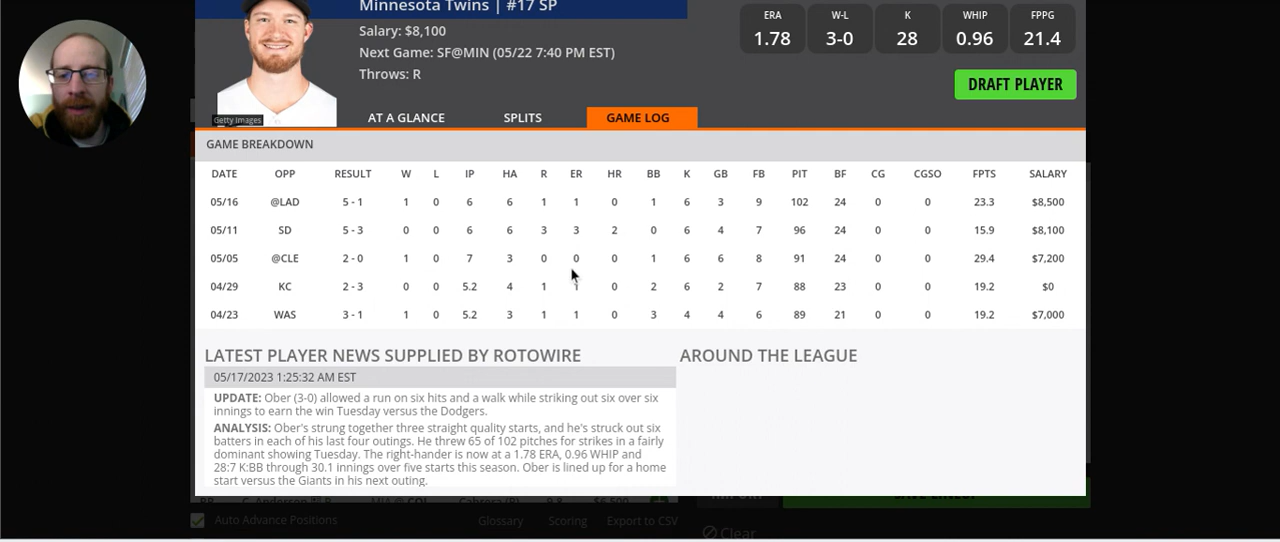 Minnesota Twins | #17 SP
Salary: $8,100
Next Game: SF@MIN (05/22 7:40 PM EST)
Throws: R
ERA W-L K WHIP FPPG
1.78 3-0 28 0.96 21.4
DRAFT PLAYER
Getty Images
AT A GLANCE SPLITS GAME LOG
GAME BREAKDOWN
DATE OPP RESULT W L IP HA R ER HR BB K GB FB PIT BF CG CGSO FPTS SALARY
05/16 @LAD 5 - 1 1 0 6 6 1 1 0 1 6 3 9 102 24 0 0 23.3 $8,500
05/11 SD 5 - 3 0 0 6 6 3 3 2 0 6 4 7 96 24 0 0 15.9 $8,100
05/05 @CLE 2 - 0 1 0 7 3 0 0 0 1 6 6 8 91 24 0 0 29.4 $7,200
04/29 KC 2 - 3 0 0 5.2 4 1 1 0 2 6 2 7 88 23 0 0 19.2 $0
04/23 WAS 3 - 1 1 0 5.2 3 1 1 0 3 4 4 6 89 21 0 0 19.2 $7,000
LATEST PLAYER NEWS SUPPLIED BY ROTOWIRE
AROUND THE LEAGUE
05/17/2023 1:25:32 AM EST
UPDATE: Ober (3-0) allowed a run on six hits and a walk while striking out six over six
innings to earn the win Tuesday versus the Dodgers.
ANALYSIS: Ober's strung together three straight quality starts, and he's struck out six
batters in each of his last four outings. He threw 65 of 102 pitches for strikes in a fairly
dominant showing Tuesday. The right-hander is now at a 1.78 ERA, 0.96 WHIP and
28:7 K:BB through 30.1 innings over five starts this season. Ober is lined up for a home
start versus the Giants in his next outing.
Auto Advance Positions
Glossary Scoring Export to CSV
Clear